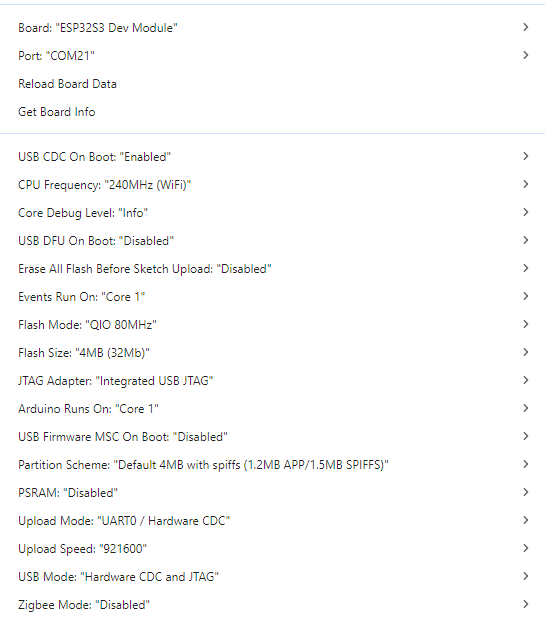 Board: "ESP32S3 Dev Module"
Port: "COM21"
Reload Board Data
Get Board Info
USB CDC On Boot: "Enabled"
CPU Frequency: "240MHz (WiFi)"
Core Debug Level: "Info"
USB DFU On Boot: "Disabled"
Erase All Flash Before Sketch Upload: "Disabled"
Events Run On: "Core 1"
Flash Mode: "QIO 80MHz"
Flash Size: "4MB (32Mb)"
JTAG Adapter: "Integrated USB JTAG"
Arduino Runs On: "Core 1"
USB Firmware MSC On Boot: "Disabled"
Partition Scheme: "Default 4MB with spiffs (1.2MB APP/1.5MB SPIFFS)"
PSRAM: "Disabled"
Upload Mode: "UART0 / Hardware CDC"
Upload Speed: "921600"
USB Mode: "Hardware CDC and JTAG"
Zigbee Mode: "Disabled"